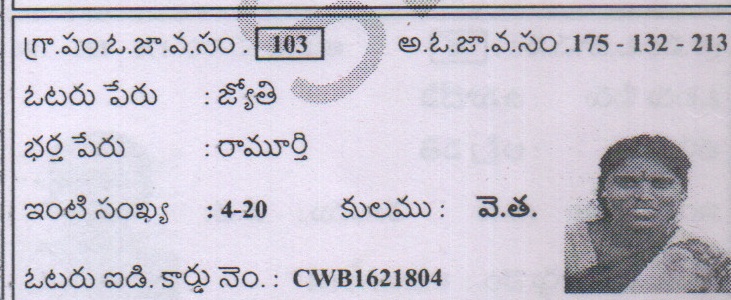 గ్రా.పం.ఓ.జా.వ.సం . 103 అ.ఓ.జా.వ.సం .175 - 132 - 213
ఓటరు పేరు : జ్యోతి
భర్త పేరు : రామూర్తి
ఇంటి సంఖ్య : 4-20 కులము : వె.త.
ఓటరు ఐడి. కార్డు నెం. : CWB1621804